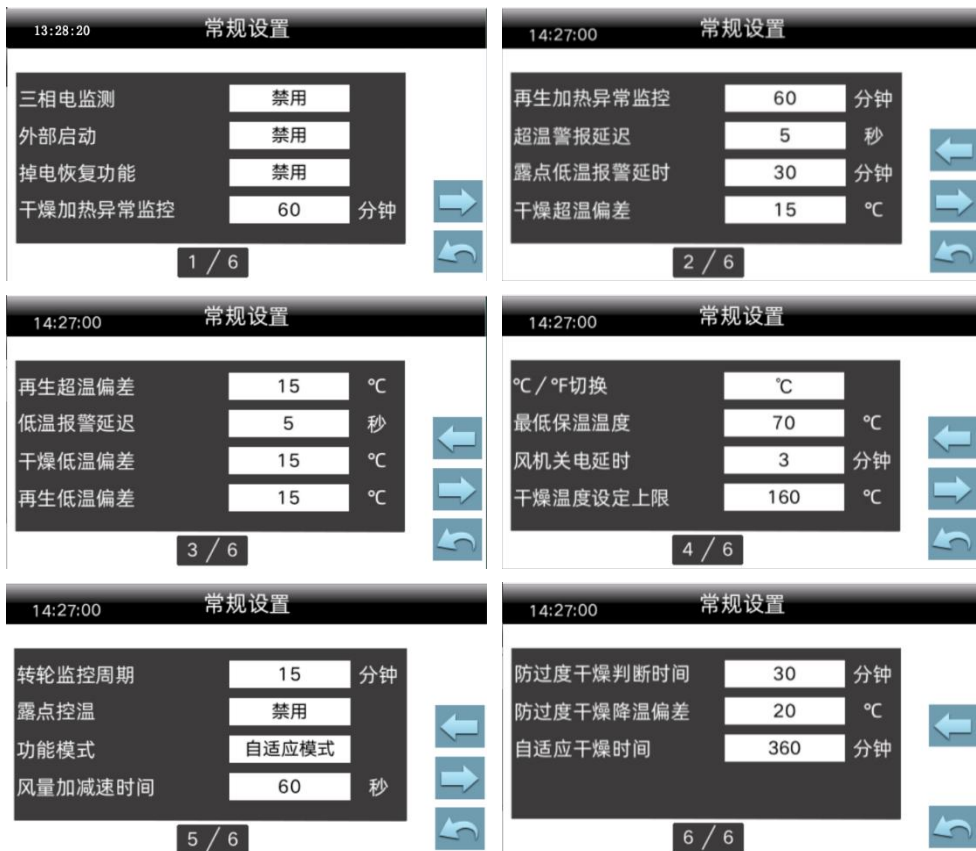 13:28:20 常规设置
三相电监测 禁用
外部启动 禁用
掉电恢复功能 禁用
干燥加热异常监控 60 分钟
1 / 6
14:27:00 常规设置
再生加热异常监控 60 分钟
超温警报延迟 5 秒
露点低温报警延时 30 分钟
干燥超温偏差 15 ℃
2 / 6
14:27:00 常规设置
再生超温偏差 15 ℃
低温报警延迟 5 秒
干燥低温偏差 15 ℃
再生低温偏差 15 ℃
3 / 6
14:27:00 常规设置
℃/℉切换 ℃
最低保温温度 70 ℃
风机关电延时 3 分钟
干燥温度设定上限 160 ℃
4 / 6
14:27:00 常规设置
转轮监控周期 15 分钟
露点控温 禁用
功能模式 自适应模式
风量加减速时间 60 秒
5 / 6
14:27:00 常规设置
防过度干燥判断时间 30 分钟
防过度干燥降温偏差 20 ℃
自适应干燥时间 360 分钟
6 / 6